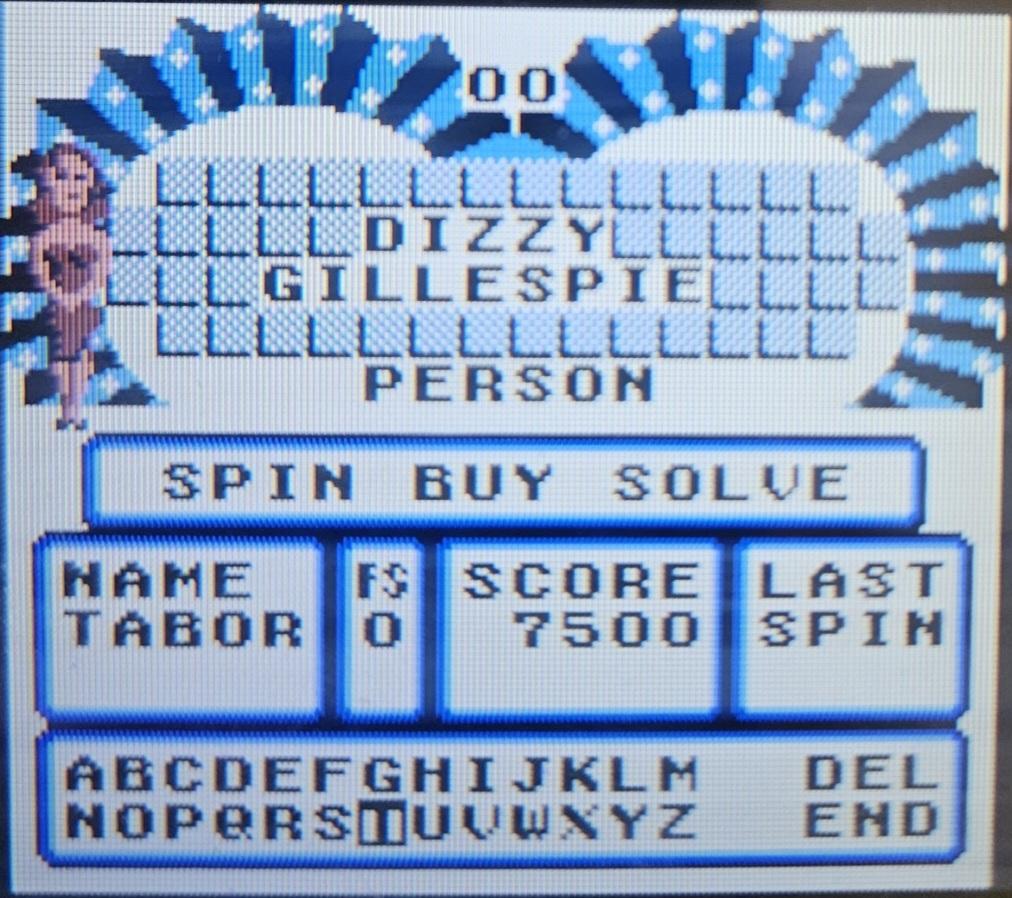 00
DIZZY
GILLESPIE
PERSON
SPIN BUY SOLVE
NAME FS SCORE LAST
TABOR 0 7500 SPIN
ABCDEFGHIJKLM DEL
NOPQRSTUVWXYZ END